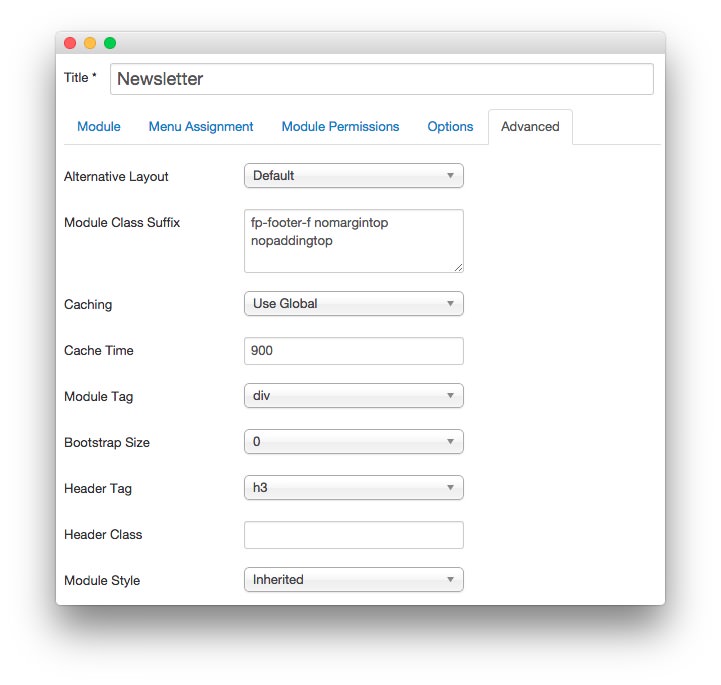 Title * Newsletter
Module Menu Assignment Module Permissions Options Advanced
Alternative Layout Default
Module Class Suffix fp-footer-f nomargintop
nopaddingtop
Caching Use Global
Cache Time 900
Module Tag div
Bootstrap Size 0
Header Tag h3
Header Class
Module Style Inherited